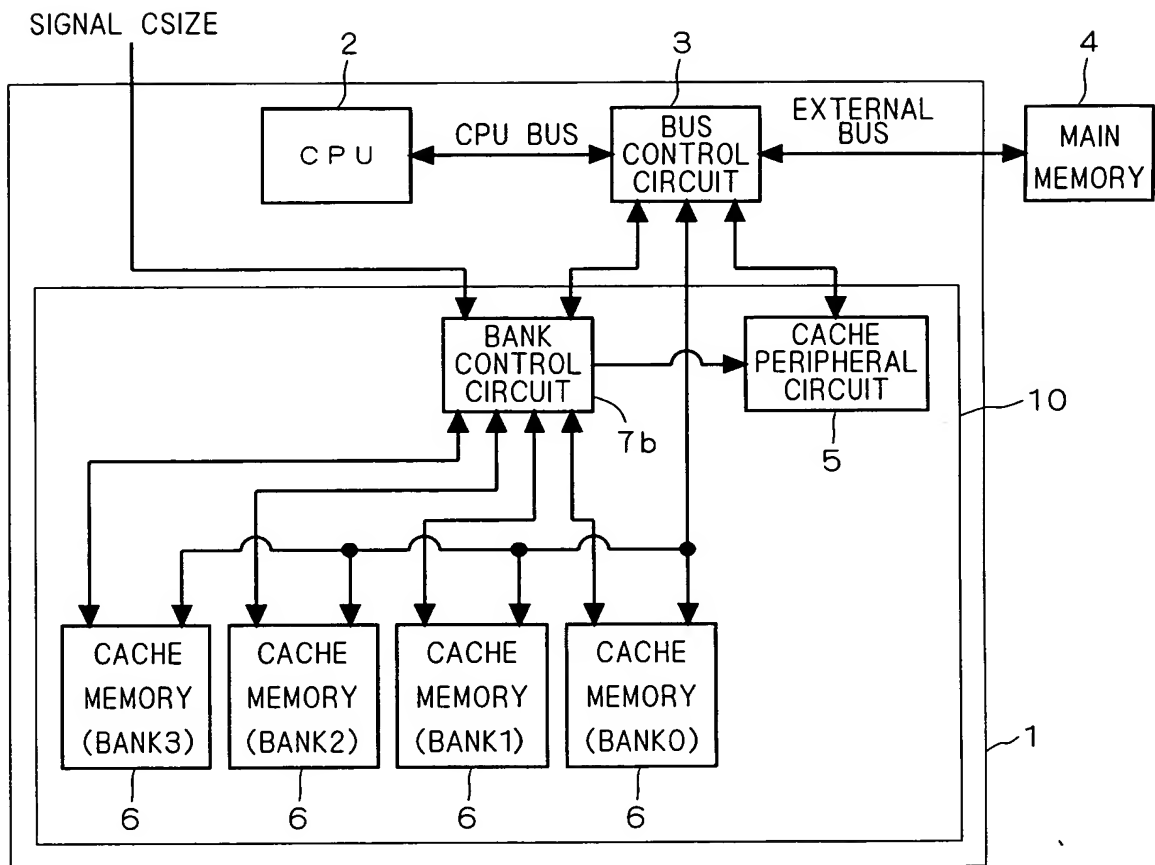 SIGNAL CSIZE
2
3
4
CPU
CPU BUS
BUS
CONTROL
CIRCUIT
EXTERNAL
BUS
MAIN
MEMORY
BANK
CONTROL
CIRCUIT
7b
CACHE
PERIPHERAL
CIRCUIT
5
10
CACHE
MEMORY
(BANK3)
6
CACHE
MEMORY
(BANK2)
6
CACHE
MEMORY
(BANK1)
6
CACHE
MEMORY
(BANK0)
6
1